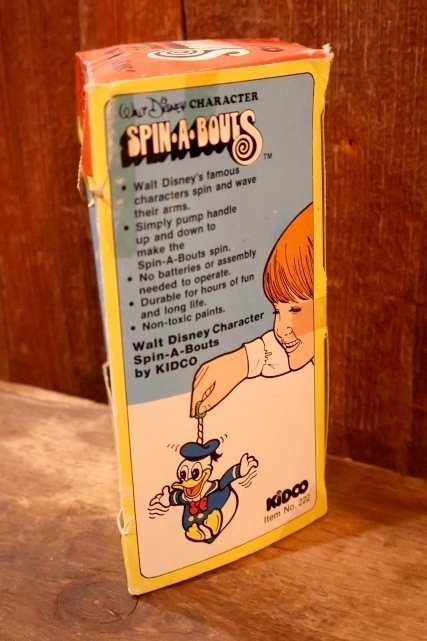 Walt Disney CHARACTER
SPIN•A•BOUTS
TM
• Walt Disney's famous
characters spin and wave
their arms.
• Simply pump handle
up and down to
make the
Spin-A-Bouts spin.
• No batteries or assembly
needed to operate.
• Durable for hours of fun
and long life.
• Non-toxic paints.
Walt Disney Character
Spin-A-Bouts
by KIDCO
KIDCO
Item No. 222